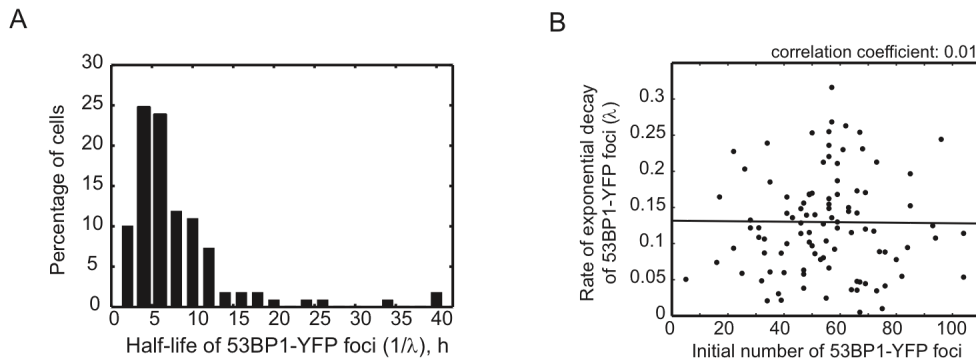 A
30
25
20
15
10
5
0
Percentage of cells
0 5 10 15 20 25 30 35 40
Half-life of 53BP1-YFP foci (1/λ), h
B
correlation coefficient: 0.01
0.3
0.25
0.2
0.15
0.1
0.05
0
Rate of exponential decay
of 53BP1-YFP foci (λ)
0 20 40 60 80 100
Initial number of 53BP1-YFP foci